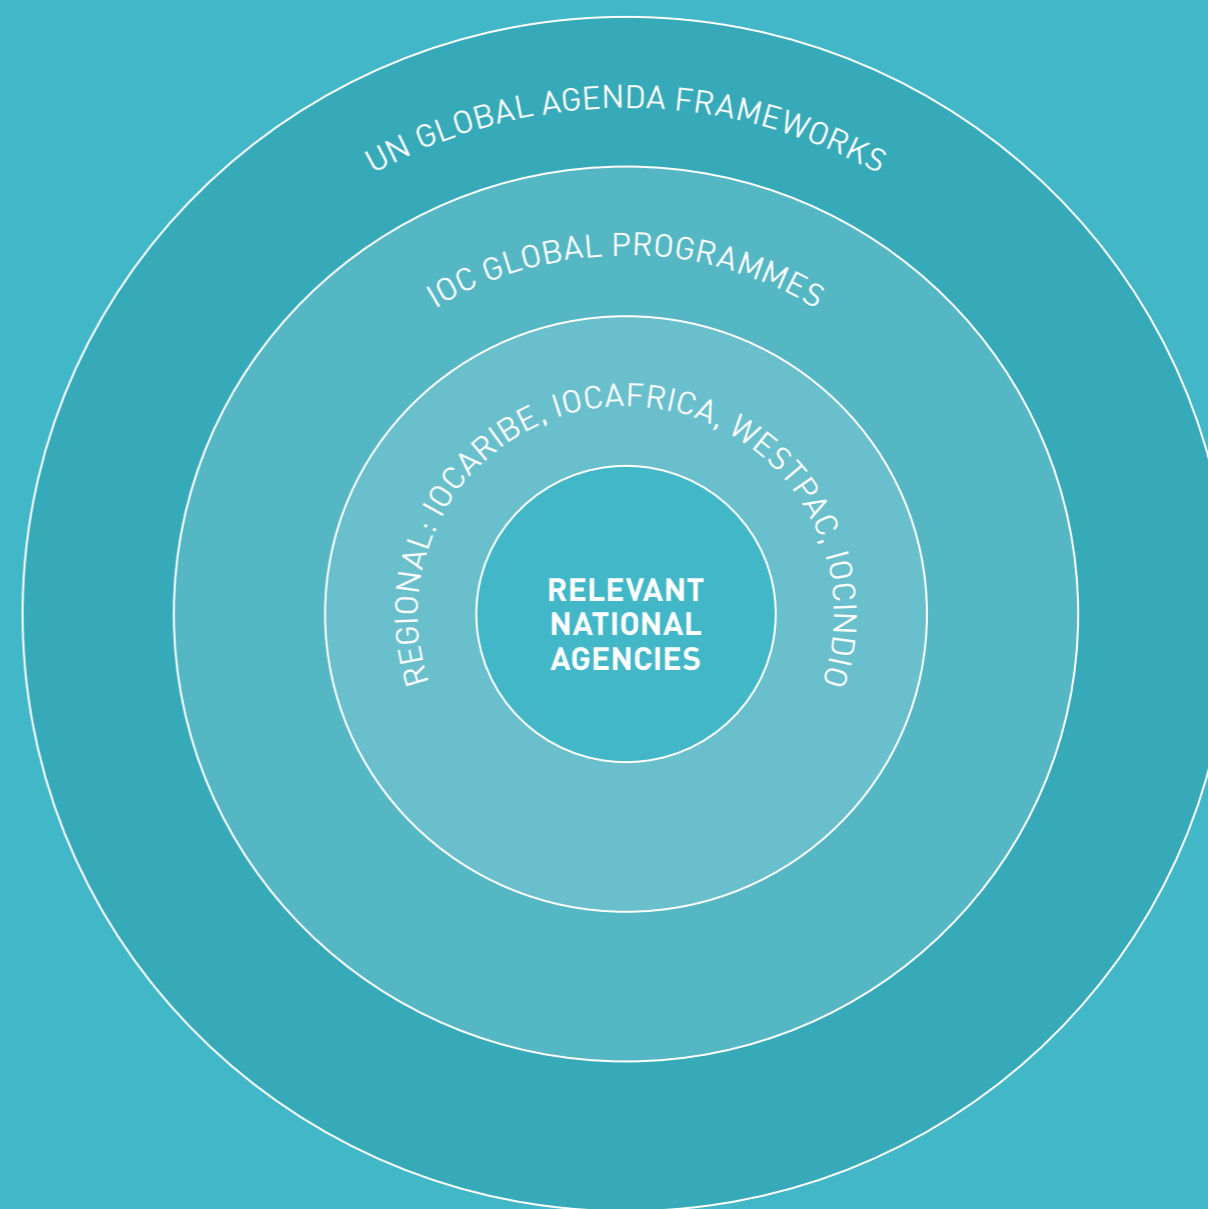 UN GLOBAL AGENDA FRAMEWORKS
IOC GLOBAL PROGRAMMES
REGIONAL: IOCARIBE, IOCAFRICA, WESTPAC, IOCINDIO
RELEVANT
NATIONAL
AGENCIES